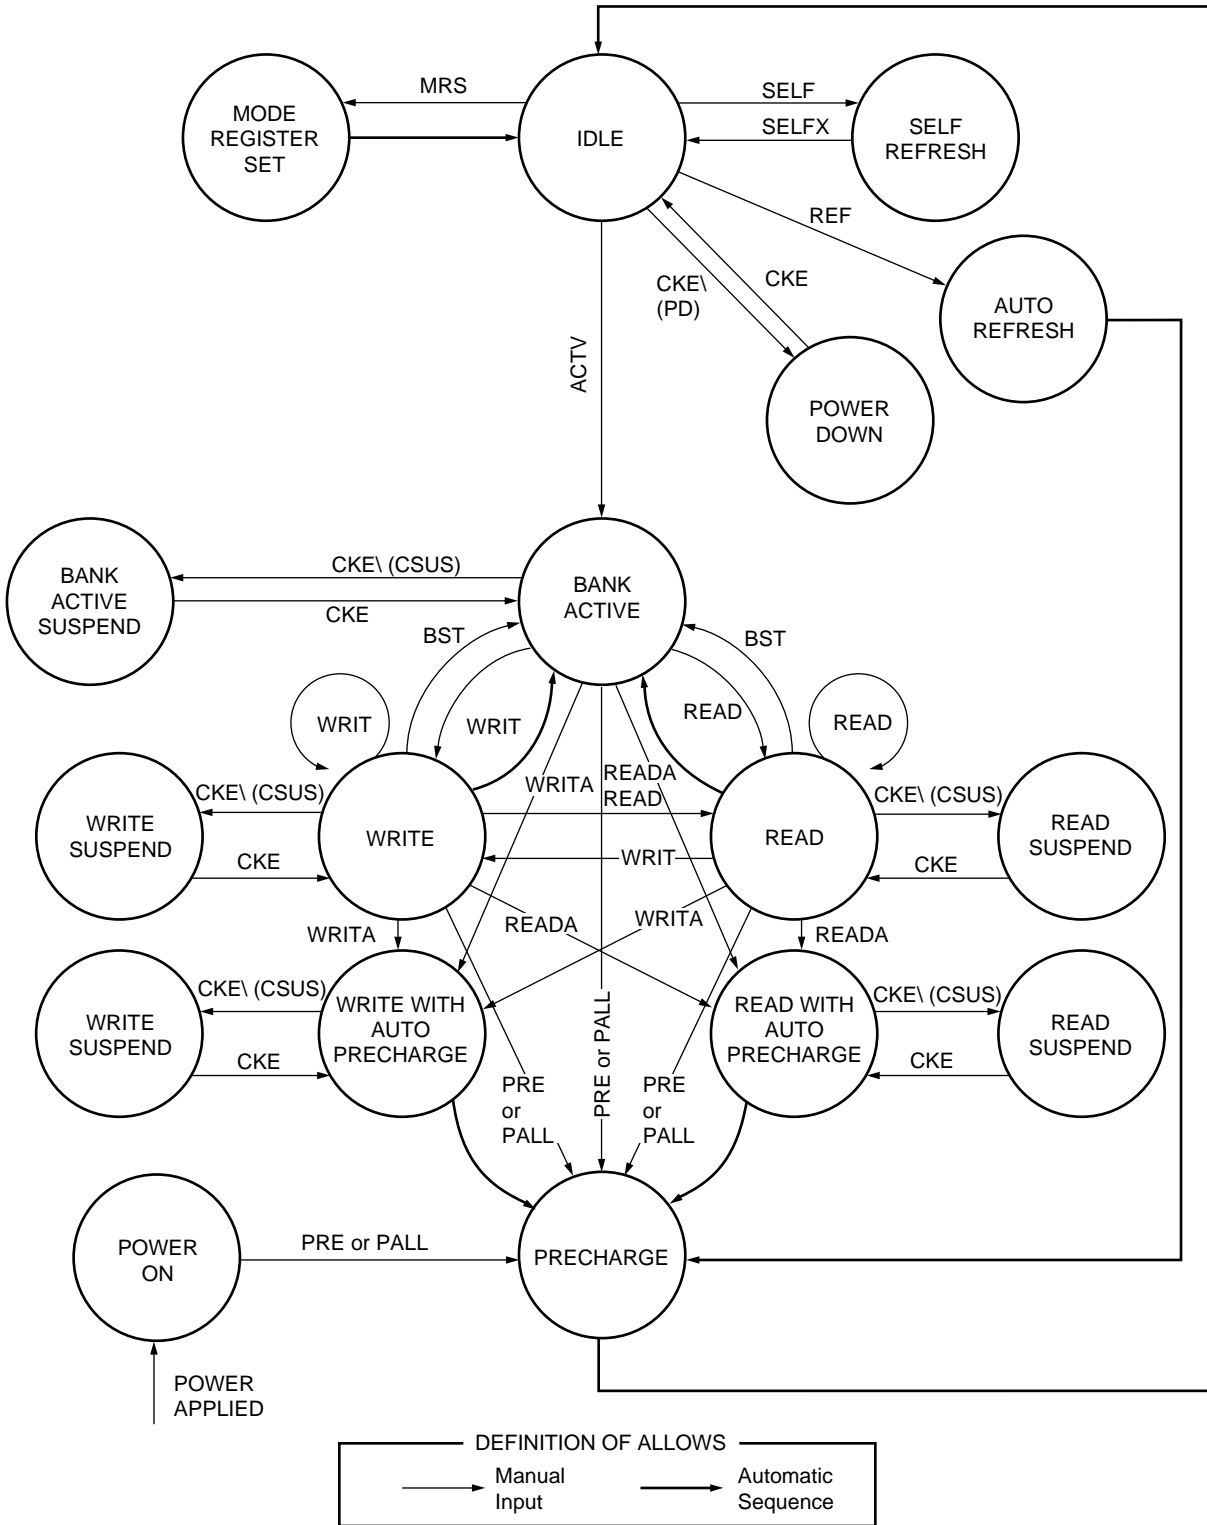 MRS
SELF
MODE
REGISTER
SET
IDLE
SELFX
SELF
REFRESH
REF
CKE\
(PD)
CKE
AUTO
REFRESH
ACTV
POWER
DOWN
BANK
ACTIVE
SUSPEND
CKE\ (CSUS)
CKE
BANK
ACTIVE
BST
BST
WRIT
WRIT
READ
READ
WRITA
READA
READ
CKE\ (CSUS)
WRITE
SUSPEND
CKE
WRITE
READ
CKE\ (CSUS)
READ
SUSPEND
CKE
WRIT
WRITA
READA
WRITA
READA
CKE\ (CSUS)
WRITE
SUSPEND
CKE
WRITE WITH
AUTO
PRECHARGE
READ WITH
AUTO
PRECHARGE
CKE\ (CSUS)
READ
SUSPEND
CKE
PRE
or
PALL
PRE or PALL
PRE
or
PALL
POWER
ON
PRE or PALL
PRECHARGE
POWER
APPLIED
DEFINITION OF ALLOWS
Manual
Input
Automatic
Sequence